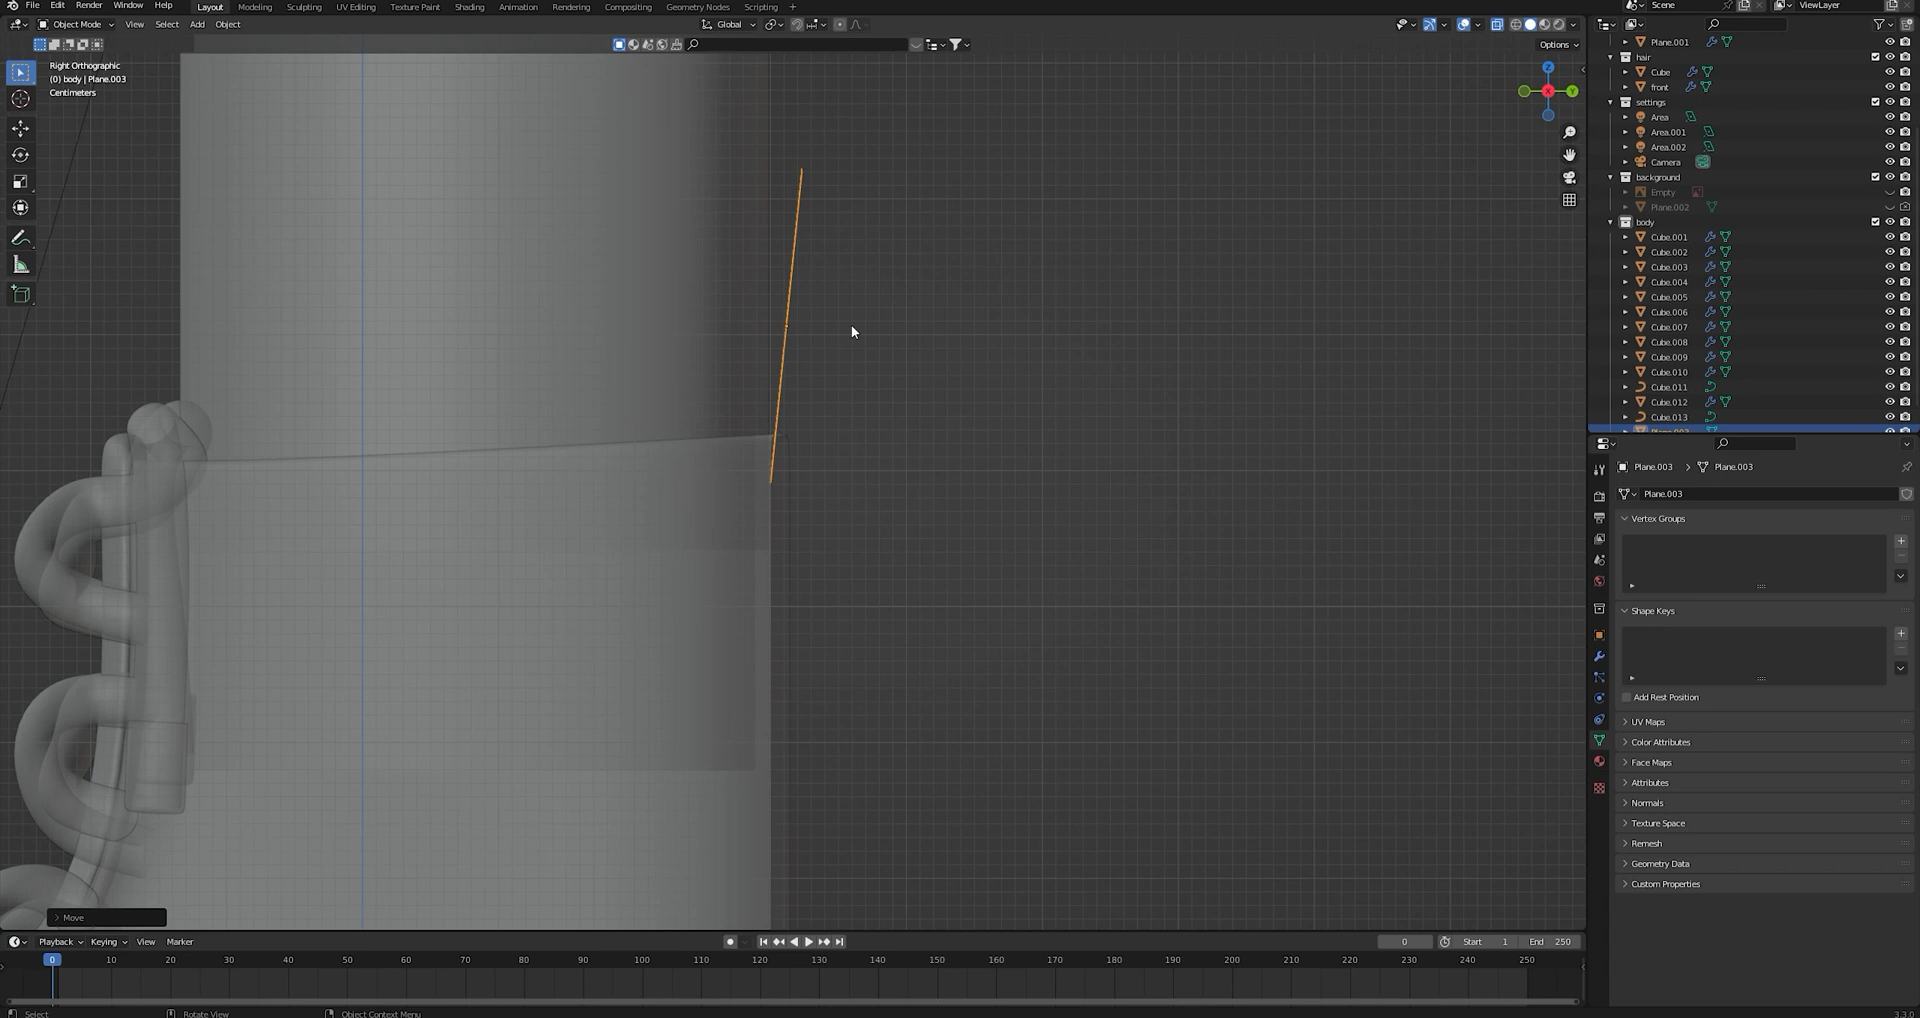 File Edit Render Window Help Layout Modeling Sculpting UV Editing Texture Paint Shading Animation Rendering Compositing Geometry Nodes Scripting + Scene ViewLayer
Object Mode View Select Add Object Global
Options
Right Orthographic
(0) body | Plane.003
Centimeters
Z
X
Y
Move
Plane.001
hair
Cube
front
settings
Area
Area.001
Area.002
Camera
background
Empty
Plane.002
body
Cube.001
Cube.002
Cube.003
Cube.004
Cube.005
Cube.006
Cube.007
Cube.008
Cube.009
Cube.010
Cube.011
Cube.012
Cube.013
Plane.003 > Plane.003
Plane.003
Vertex Groups
Shape Keys
Add Rest Position
UV Maps
Color Attributes
Face Maps
Attributes
Normals
Texture Space
Remesh
Geometry Data
Custom Properties
Playback Keying View Marker 0 Start 1 End 250
0 10 20 30 40 50 60 70 80 90 100 110 120 130 140 150 160 170 180 190 200 210 220 230 240 250
Select Rotate View Object Context Menu 3.3.0